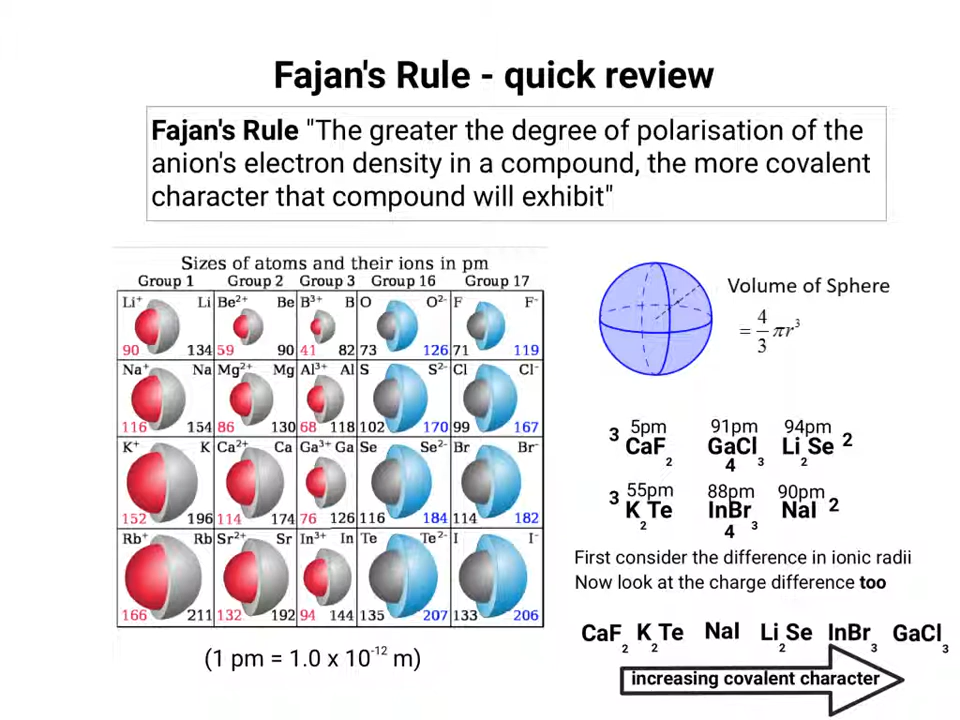 Fajan's Rule - quick review
Fajan's Rule "The greater the degree of polarisation of the
anion's electron density in a compound, the more covalent
character that compound will exhibit"
Sizes of atoms and their ions in pm
Group 1 Group 2 Group 3 Group 16 Group 17
Li⁺ Li Be²⁺ Be B³⁺ B O O²⁻ F F⁻
90 134 59 90 41 82 73 126 71 119
Na⁺ Na Mg²⁺ Mg Al³⁺ Al S S²⁻ Cl Cl⁻
116 154 86 130 68 118 102 170 99 167
K⁺ K Ca²⁺ Ca Ga³⁺ Ga Se Se²⁻ Br Br⁻
152 196 114 174 76 126 116 184 114 182
Rb⁺ Rb Sr²⁺ Sr In³⁺ In Te Te²⁻ I I⁻
166 211 132 192 94 144 135 207 133 206
(1 pm = 1.0 x 10⁻¹² m)
r
Volume of Sphere
= 4/3 πr³
5pm 91pm 94pm
3 CaF₂ GaCl₃ Li₂Se 2
4
55pm 88pm 90pm
3 K₂Te InBr₃ NaI 2
4
First consider the difference in ionic radii
Now look at the charge difference too
CaF₂ K₂Te NaI Li₂Se InBr₃ GaCl₃
increasing covalent character